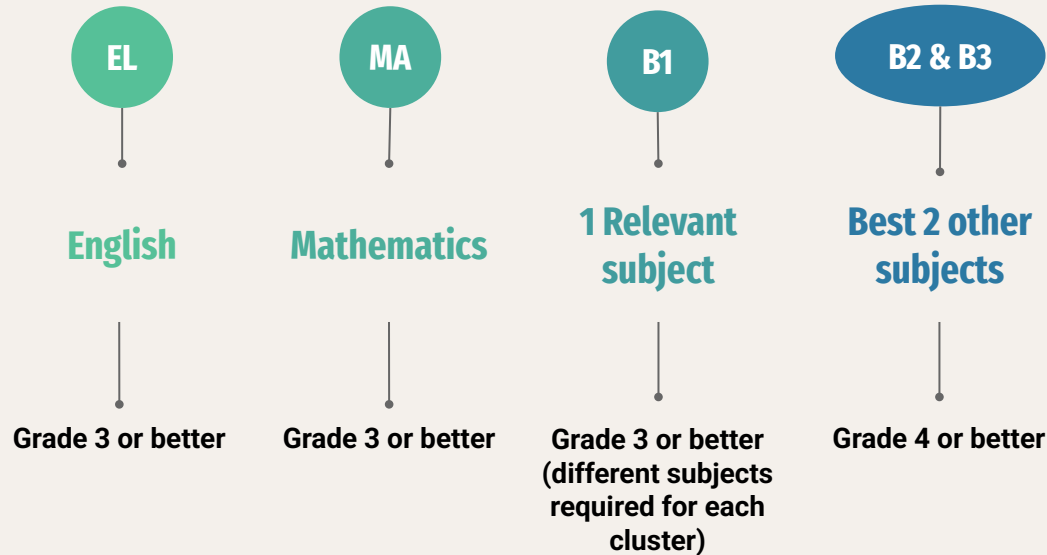 EL
MA
B1
B2 & B3
English
Mathematics
1 Relevant
subject
Best 2 other
subjects
Grade 3 or better
Grade 3 or better
Grade 3 or better
(different subjects
required for each
cluster)
Grade 4 or better